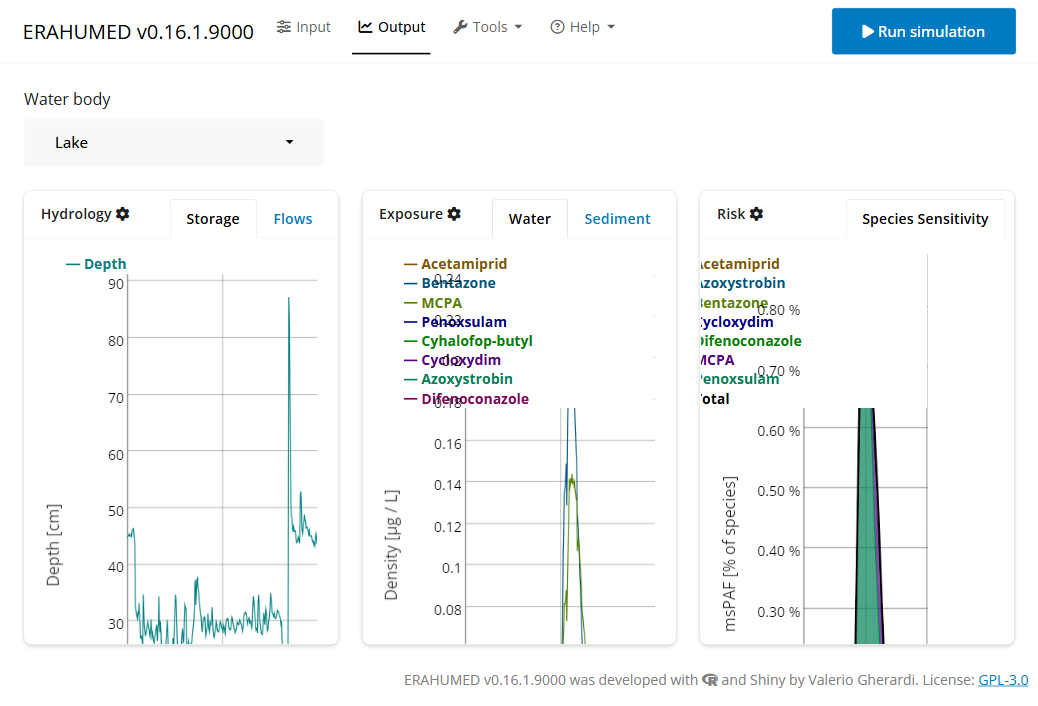 ERAHUMED v0.16.1.9000
Input
Output
Tools
Help
Run simulation
Water body
Lake
Hydrology
Storage
Flows
Depth
90
80
70
60
50
40
30
Depth [cm]
Exposure
Water
Sediment
Acetamiprid
Bentazone
MCPA
Penoxsulam
Cyhalofop-butyl
Cycloxydim
Azoxystrobin
Difenoconazole
0.24
0.22
0.2
0.18
0.16
0.14
0.12
0.1
0.08
Density [µg / L]
Risk
Species Sensitivity
Acetamiprid
Azoxystrobin
Bentazone
Cycloxydim
Difenoconazole
MCPA
Penoxsulam
Total
0.80 %
0.70 %
0.60 %
0.50 %
0.40 %
0.30 %
msPAF [% of species]
ERAHUMED v0.16.1.9000 was developed with and Shiny by Valerio Gherardi. License: GPL-3.0